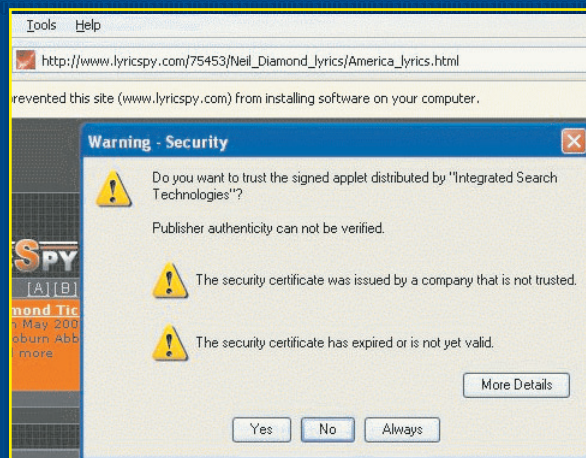 Tools Help
http://www.lyricspy.com/75453/Neil_Diamond_lyrics/America_lyrics.html
prevented this site (www.lyricspy.com) from installing software on your computer.
Warning - Security
Do you want to trust the signed applet distributed by "Integrated Search
Technologies"?
Publisher authenticity can not be verified.
The security certificate was issued by a company that is not trusted.
SPY
[A] [B]
mond Tic
May 200
oburn Abb
more
The security certificate has expired or is not yet valid.
More Details
Yes No Always